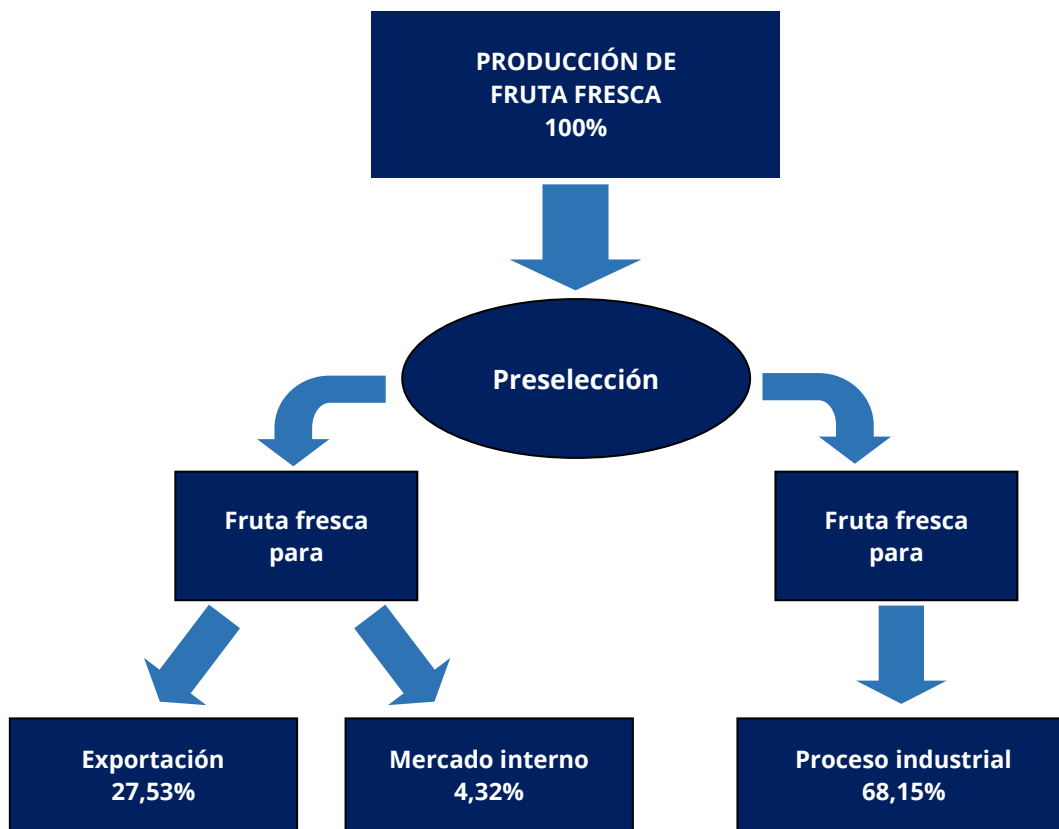 PRODUCCIÓN DE
FRUTA FRESCA
100%
Preselección
Fruta fresca
para
Fruta fresca
para
Exportación
27,53%
Mercado interno
4,32%
Proceso industrial
68,15%